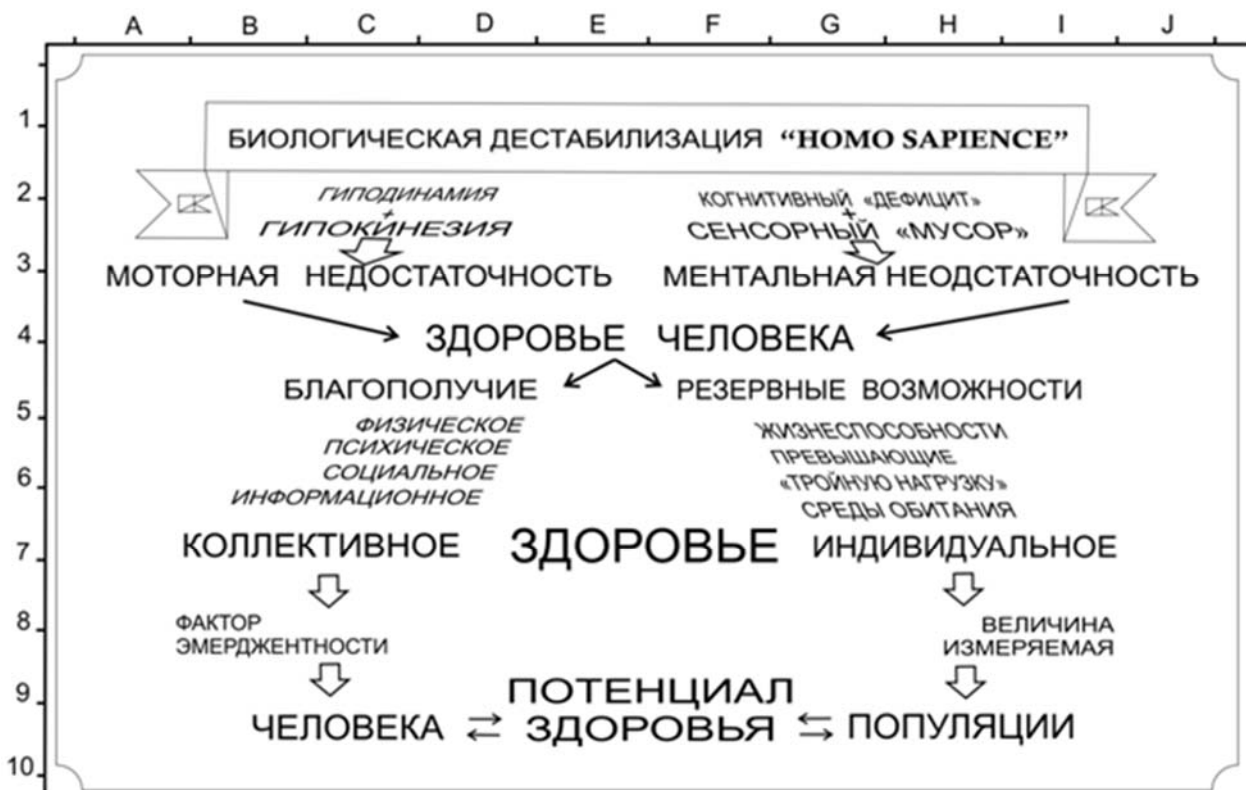 A B C D E F G H I J
1
БИОЛОГИЧЕСКАЯ ДЕСТАБИЛИЗАЦИЯ “HOMO SAPIENCE”
2
ГИПОДИНАМИЯ
+
ГИПОКИНЕЗИЯ
КОГНИТИВНЫЙ «ДЕФИЦИТ»
+
СЕНСОРНЫЙ «МУСОР»
3
МОТОРНАЯ НЕДОСТАТОЧНОСТЬ
МЕНТАЛЬНАЯ НЕОДСТАТОЧНОСТЬ
4
ЗДОРОВЬЕ ЧЕЛОВЕКА
БЛАГОПОЛУЧИЕ
РЕЗЕРВНЫЕ ВОЗМОЖНОСТИ
5
ФИЗИЧЕСКОЕ
ПСИХИЧЕСКОЕ
СОЦИАЛЬНОЕ
ИНФОРМАЦИОННОЕ
ЖИЗНЕСПОСОБНОСТИ
ПРЕВЫШАЮЩИЕ
«ТРОЙНУЮ НАГРУЗКУ»
СРЕДЫ ОБИТАНИЯ
6
7
КОЛЛЕКТИВНОЕ ЗДОРОВЬЕ ИНДИВИДУАЛЬНОЕ
8
ФАКТОР
ЭМЕРДЖЕНТНОСТИ
ВЕЛИЧИНА
ИЗМЕРЯЕМАЯ
9
ПОТЕНЦИАЛ
ЧЕЛОВЕКА ЗДОРОВЬЯ ПОПУЛЯЦИИ
10